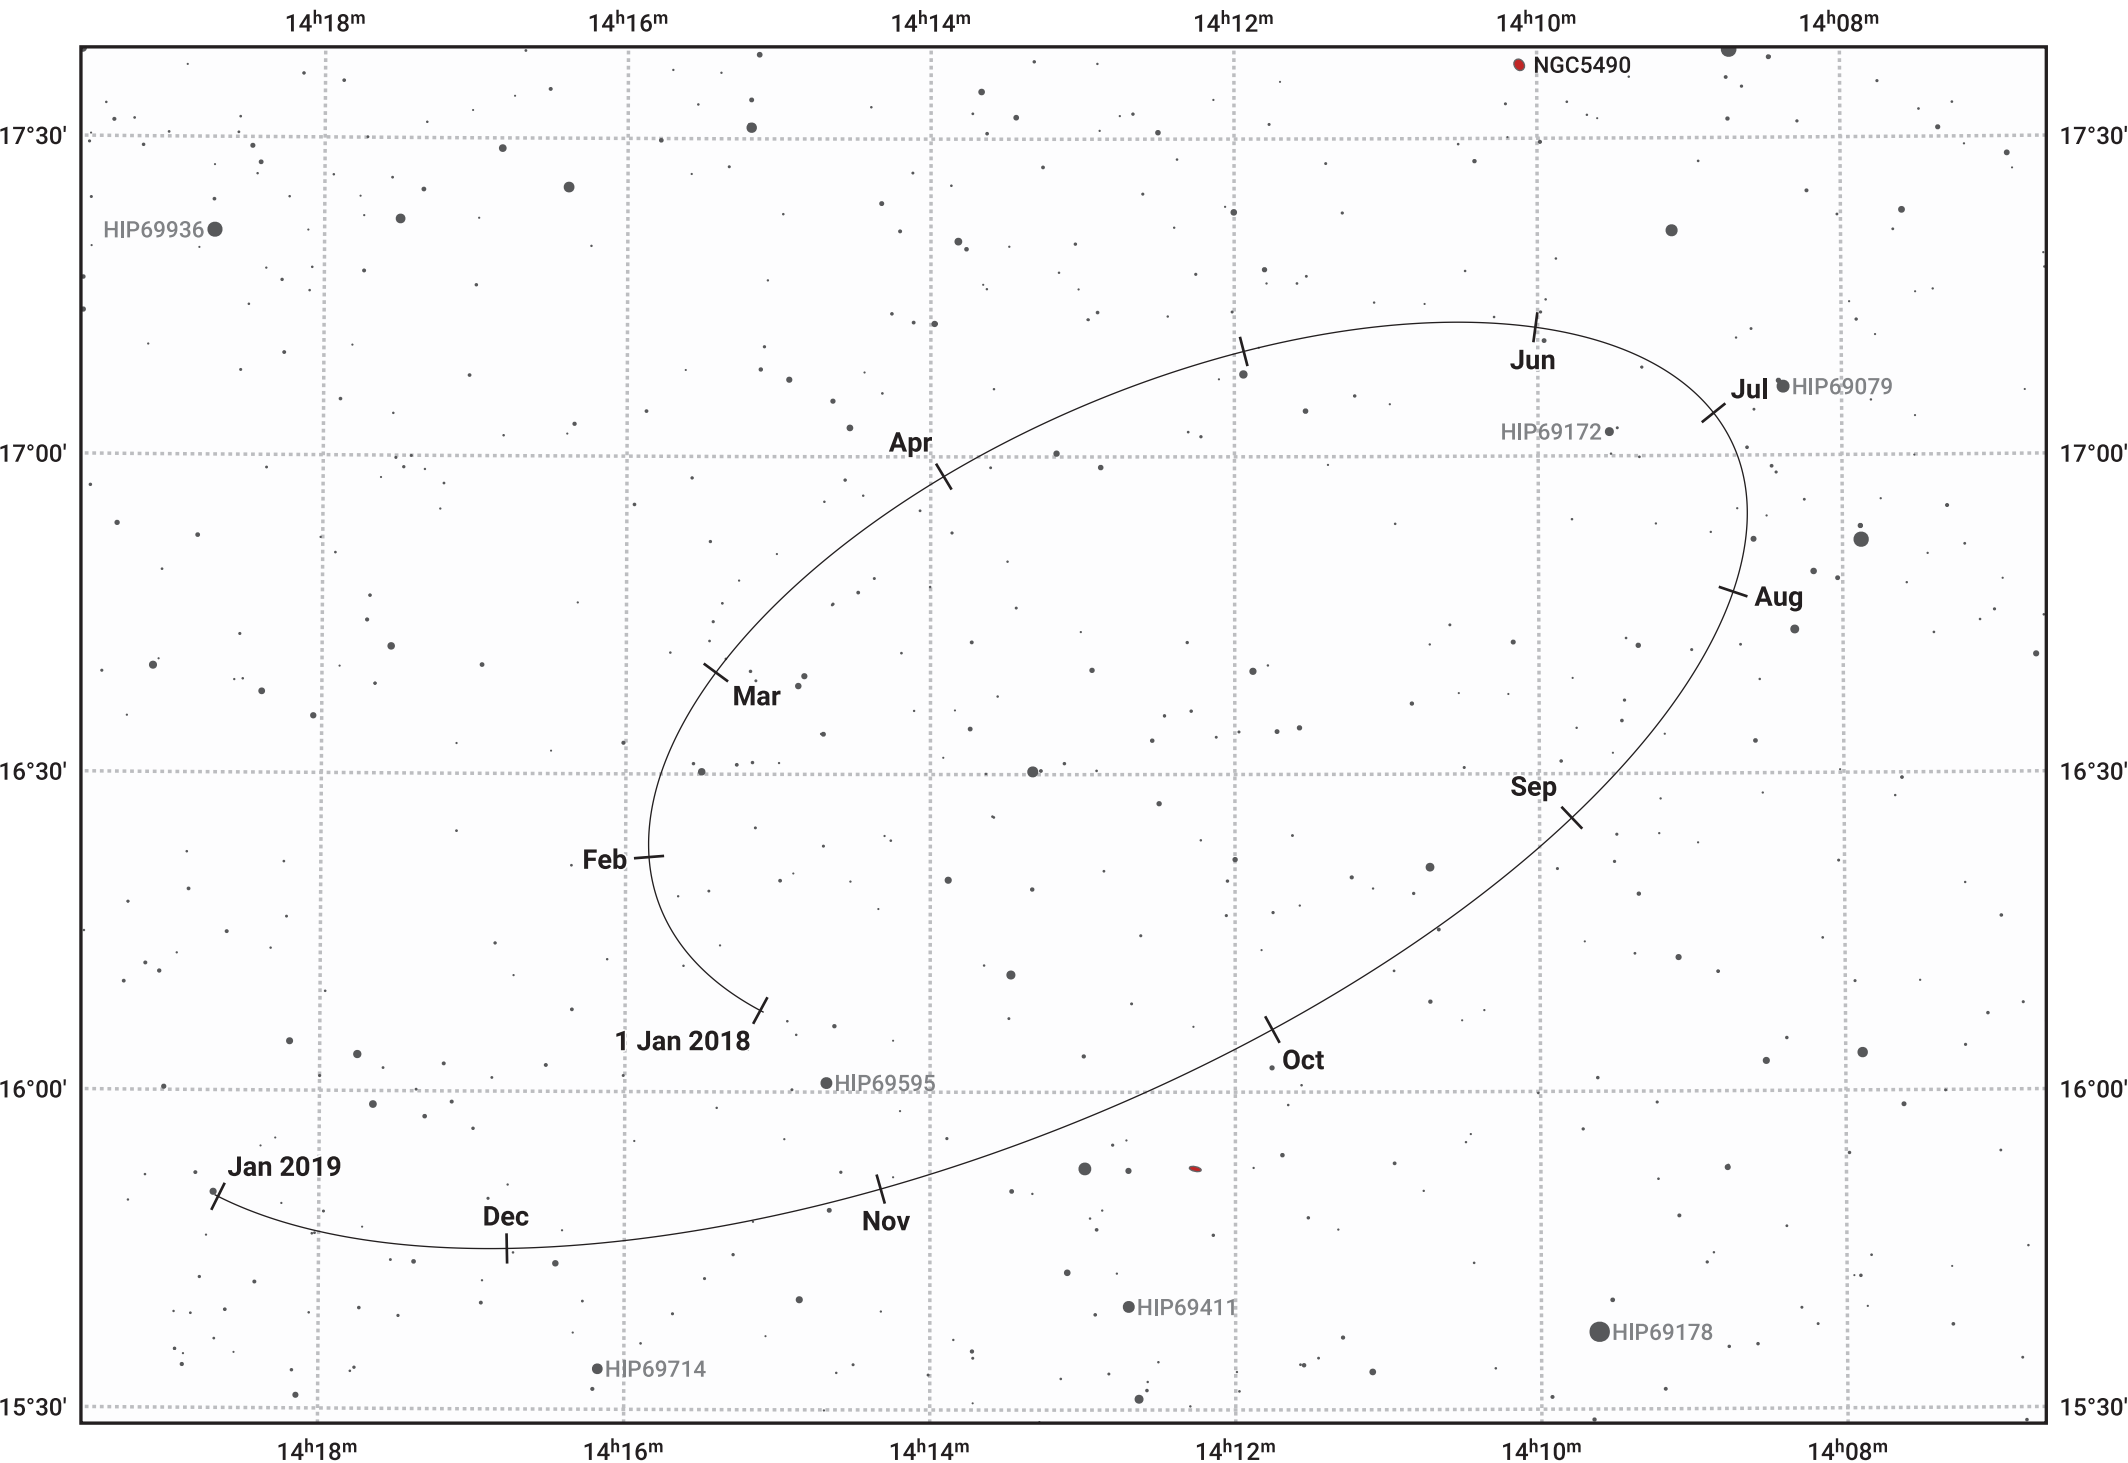 14ʰ18ᵐ 14ʰ16ᵐ 14ʰ14ᵐ 14ʰ12ᵐ 14ʰ10ᵐ 14ʰ08ᵐ
NGC5490
17°30' 17°30'
HIP69936
Jun
Jul HIP69079
HIP69172
Apr
17°00' 17°00'
Aug
Mar
16°30' 16°30'
Sep
Feb
1 Jan 2018
Oct
HIP69595
16°00' 16°00'
Jan 2019
Dec
Nov
HIP69411
HIP69178
HIP69714
15°30' 15°30'
14ʰ18ᵐ 14ʰ16ᵐ 14ʰ14ᵐ 14ʰ12ᵐ 14ʰ10ᵐ 14ʰ08ᵐ